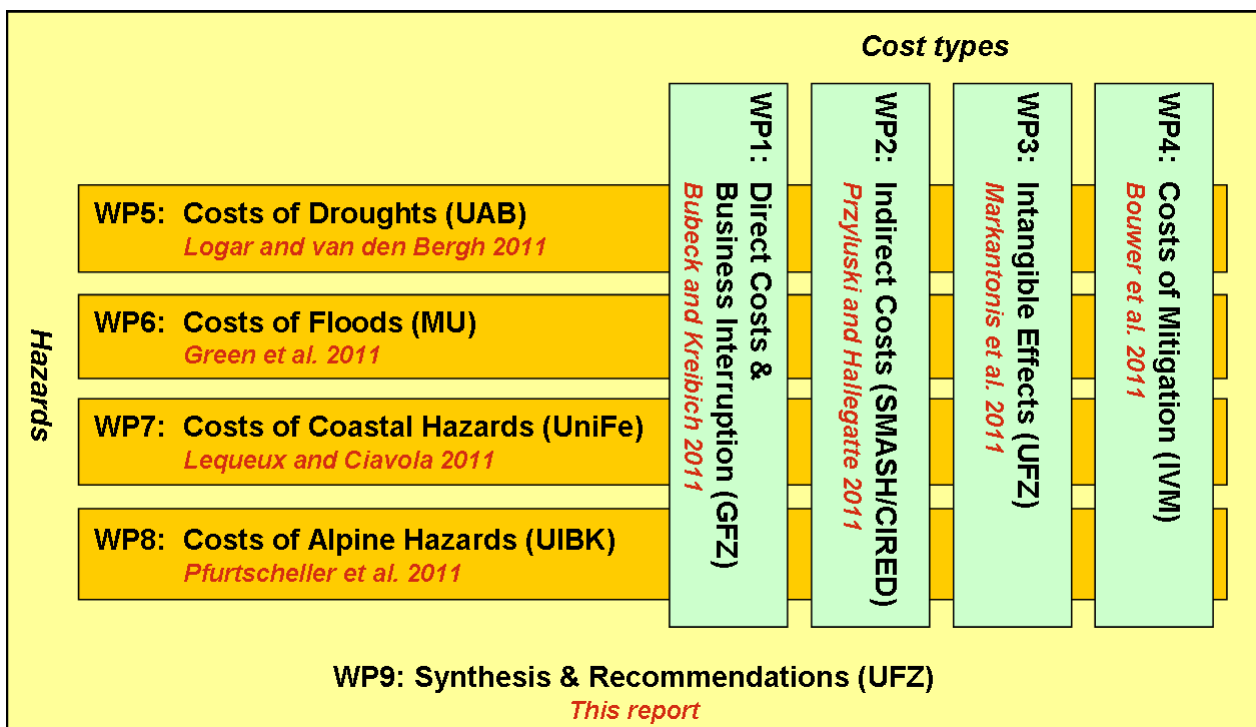 Cost types
WP1: Direct Costs &
Business Interruption (GFZ)
Bubeck and Kreibich 2011
WP2: Indirect Costs (SMASH/CIRED)
Przyluski and Hallegatte 2011
WP3: Intangible Effects (UFZ)
Markantonis et al. 2011
WP4: Costs of Mitigation (IVM)
Bouwer et al. 2011
Hazards
WP5: Costs of Droughts (UAB)
Logar and van den Bergh 2011
WP6: Costs of Floods (MU)
Green et al. 2011
WP7: Costs of Coastal Hazards (UniFe)
Lequeux and Ciavola 2011
WP8: Costs of Alpine Hazards (UIBK)
Pfurtscheller et al. 2011
WP9: Synthesis & Recommendations (UFZ)
This report